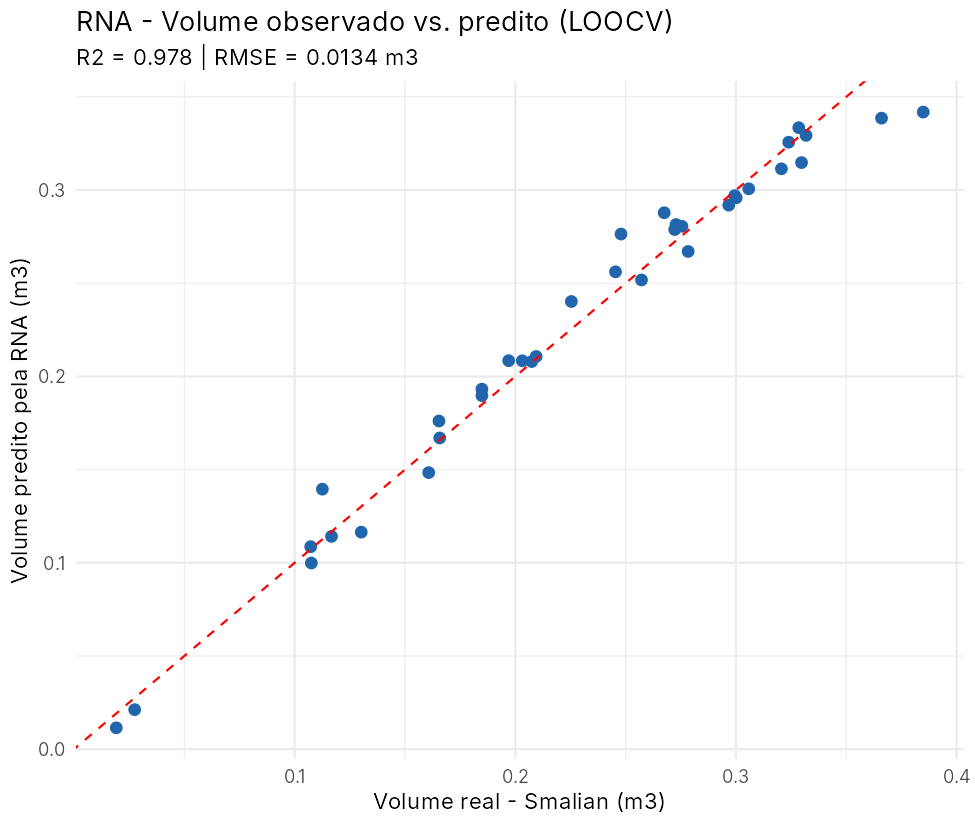 RNA - Volume observado vs. predito (LOOCV)
R2 = 0.978 | RMSE = 0.0134 m3
Volume predito pela RNA (m3)
0.3
0.2
0.1
0.0
0.1
0.2
0.3
0.4
Volume real - Smalian (m3)